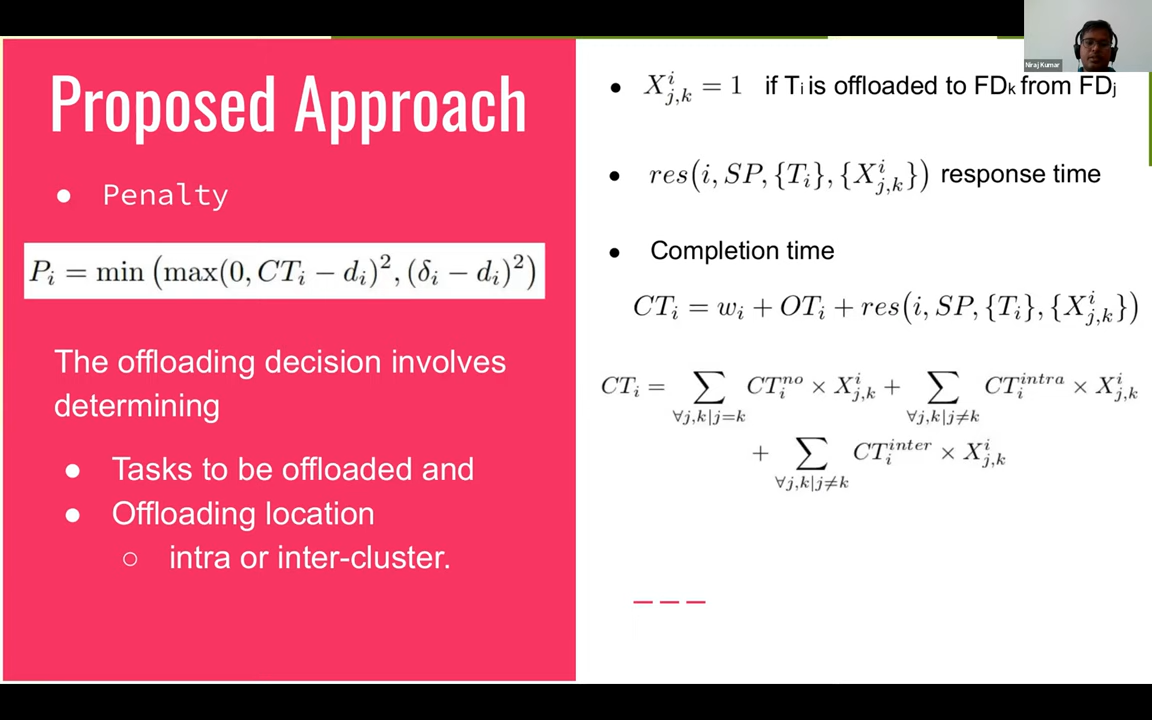 Niraj Kumar
Proposed Approach
● Penalty
P_i = min (max(0, CT_i − d_i)^2, (δ_i − d_i)^2)
The offloading decision involves
determining
● Tasks to be offloaded and
● Offloading location
○ intra or inter-cluster.
● X^i_{j,k} = 1 if T_i is offloaded to FD_k from FD_j
● res(i, SP, {T_i}, {X^i_{j,k}}) response time
● Completion time
CT_i = w_i + OT_i + res(i, SP, {T_i}, {X^i_{j,k}})
CT_i = ∑_{∀j,k|j=k} CT_i^{no} × X^i_{j,k} + ∑_{∀j,k|j≠k} CT_i^{intra} × X^i_{j,k}
+ ∑_{∀j,k|j≠k} CT_i^{inter} × X^i_{j,k}